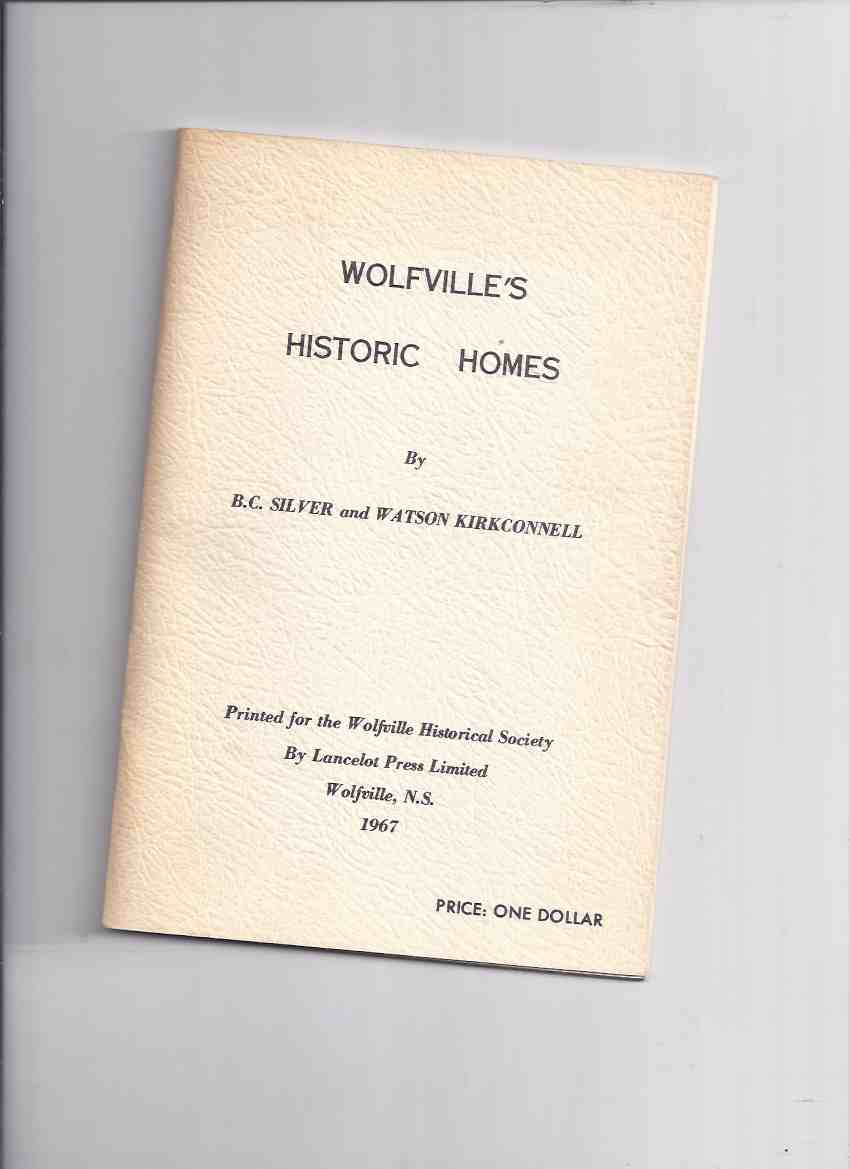 WOLFVILLE'S
HISTORIC HOMES
By
B.C. SILVER and WATSON KIRKCONNELL
Printed for the Wolfville Historical Society
By Lancelot Press Limited
Wolfville, N.S.
1967
PRICE: ONE DOLLAR